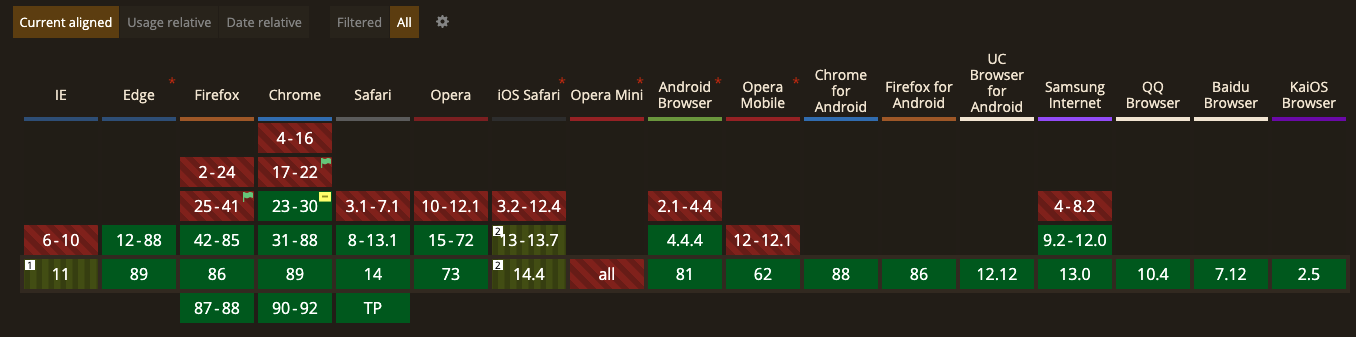 Current aligned Usage relative Date relative Filtered All
IE Edge * Firefox Chrome Safari Opera iOS Safari * Opera Mini * Android Browser * Opera Mobile * Chrome for Android Firefox for Android UC Browser for Android Samsung Internet QQ Browser Baidu Browser KaiOS Browser
4-16
2-24 17-22
25-41 23-30 3.1-7.1 10-12.1 3.2-12.4 2.1-4.4 4-8.2
6-10 12-88 42-85 31-88 8-13.1 15-72 2 13-13.7 4.4.4 12-12.1 9.2-12.0
1 11 89 86 89 14 73 2 14.4 all 81 62 88 86 12.12 13.0 10.4 7.12 2.5
87-88 90-92 TP